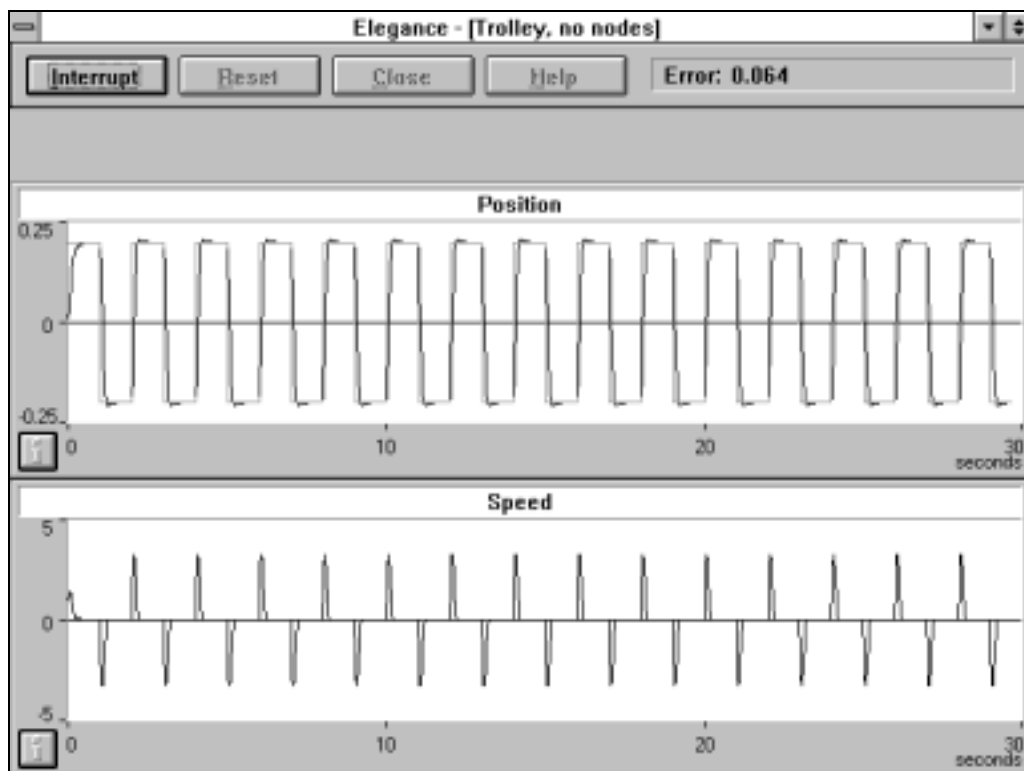 Elegance - [Trolley, no nodes]
Interrupt Reset Close Help Error: 0.064
Position
0.25
0
-0.25
0 10 20 30
seconds
Speed
5
0
-5
0 10 20 30
seconds